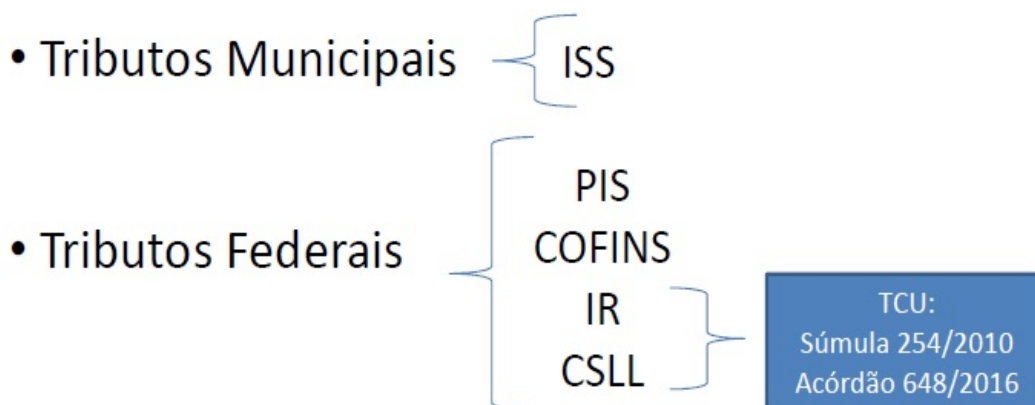 • Tributos Municipais
ISS
• Tributos Federais
PIS
COFINS
IR
CSLL
TCU:
Súmula 254/2010
Acórdão 648/2016